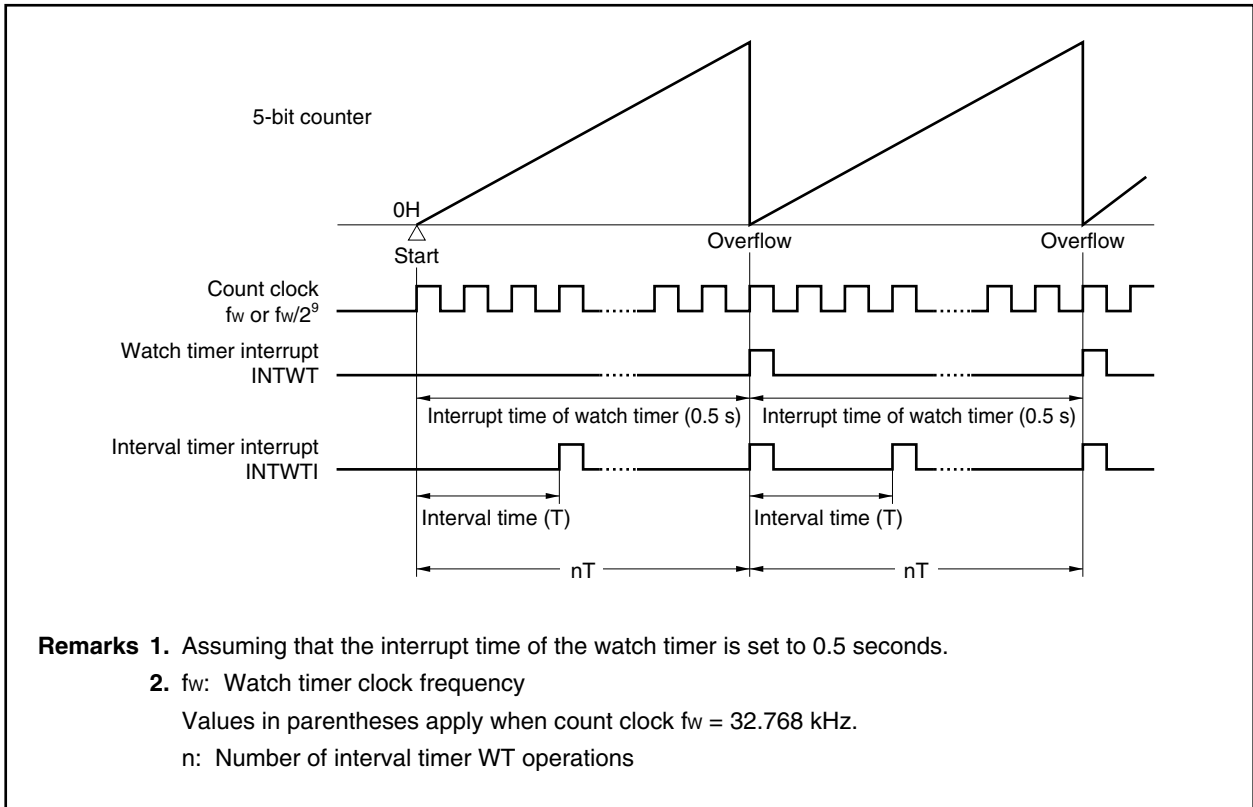 5-bit counter
0H
Start
Overflow
Overflow
Count clock
fw or fw/2⁹
Watch timer interrupt
INTWT
Interrupt time of watch timer (0.5 s)
Interrupt time of watch timer (0.5 s)
Interval timer interrupt
INTWTI
Interval time (T)
Interval time (T)
nT
nT
Remarks 1. Assuming that the interrupt time of the watch timer is set to 0.5 seconds.
2. fw: Watch timer clock frequency
Values in parentheses apply when count clock fw = 32.768 kHz.
n: Number of interval timer WT operations